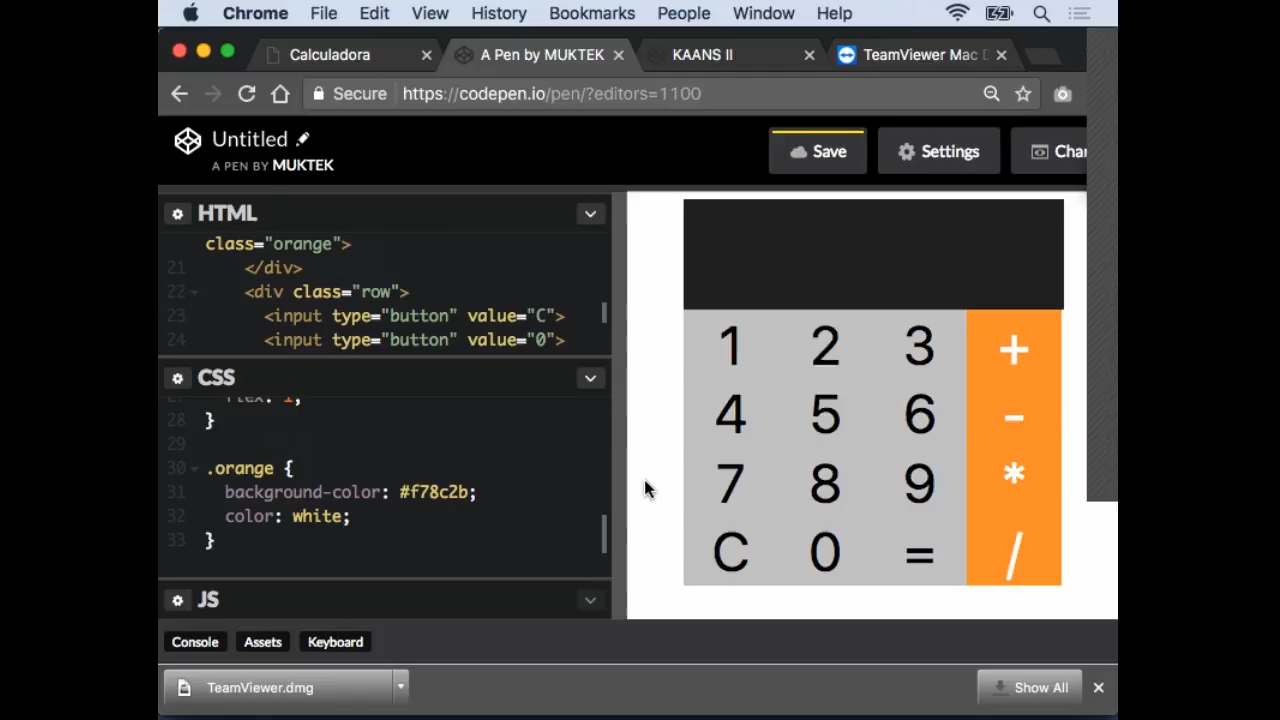 Chrome File Edit View History Bookmarks People Window Help
Calculadora
A Pen by MUKTEK
KAANS II
TeamViewer Mac D
Secure
https://codepen.io/pen/?editors=1100
Untitled
A PEN BY MUKTEK
Save
Settings
Chan
HTML
class="orange">
21 </div>
22 <div class="row">
23 <input type="button" value="C">
24 <input type="button" value="0">
CSS
27 flex: 1;
28 }
29
30 .orange {
31 background-color: #f78c2b;
32 color: white;
33 }
JS
1 2 3 +
4 5 6 -
7 8 9 *
C 0 = /
Console Assets Keyboard
TeamViewer.dmg
Show All